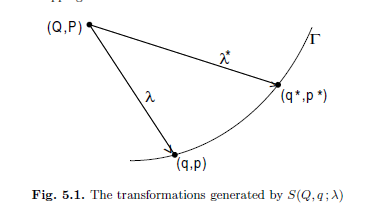 (Q,P)
Γ
λ*
(q*,p*)
λ
(q,p)
Fig. 5.1. The transformations generated by S(Q, q; λ)